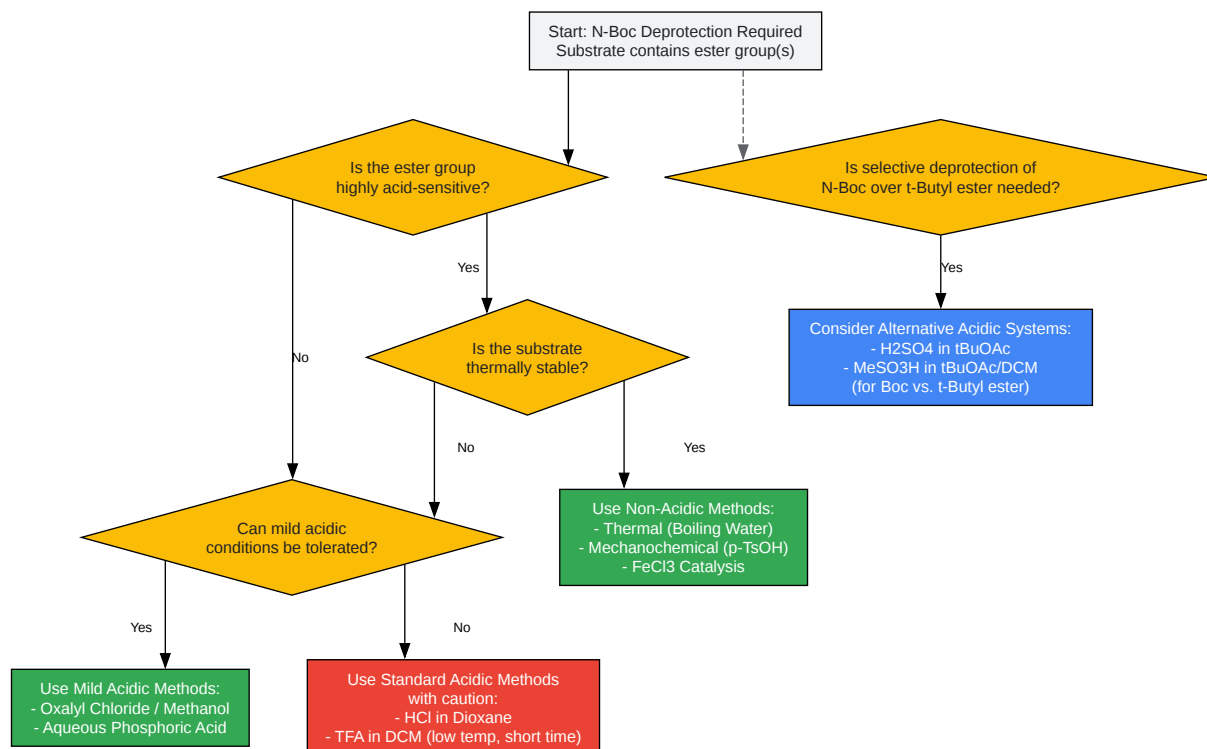 Start: N-Boc Deprotection Required
Substrate contains ester group(s)
Is the ester group
highly acid-sensitive?
Is selective deprotection of
N-Boc over t-Butyl ester needed?
Yes
Yes
No
Is the substrate
thermally stable?
Consider Alternative Acidic Systems:
- H2SO4 in tBuOAc
- MeSO3H in tBuOAc/DCM
(for Boc vs. t-Butyl ester)
No
Yes
Can mild acidic
conditions be tolerated?
Use Non-Acidic Methods:
- Thermal (Boiling Water)
- Mechanochemical (p-TsOH)
- FeCl3 Catalysis
Yes
No
Use Mild Acidic Methods:
- Oxalyl Chloride / Methanol
- Aqueous Phosphoric Acid
Use Standard Acidic Methods
with caution:
- HCl in Dioxane
- TFA in DCM (low temp, short time)